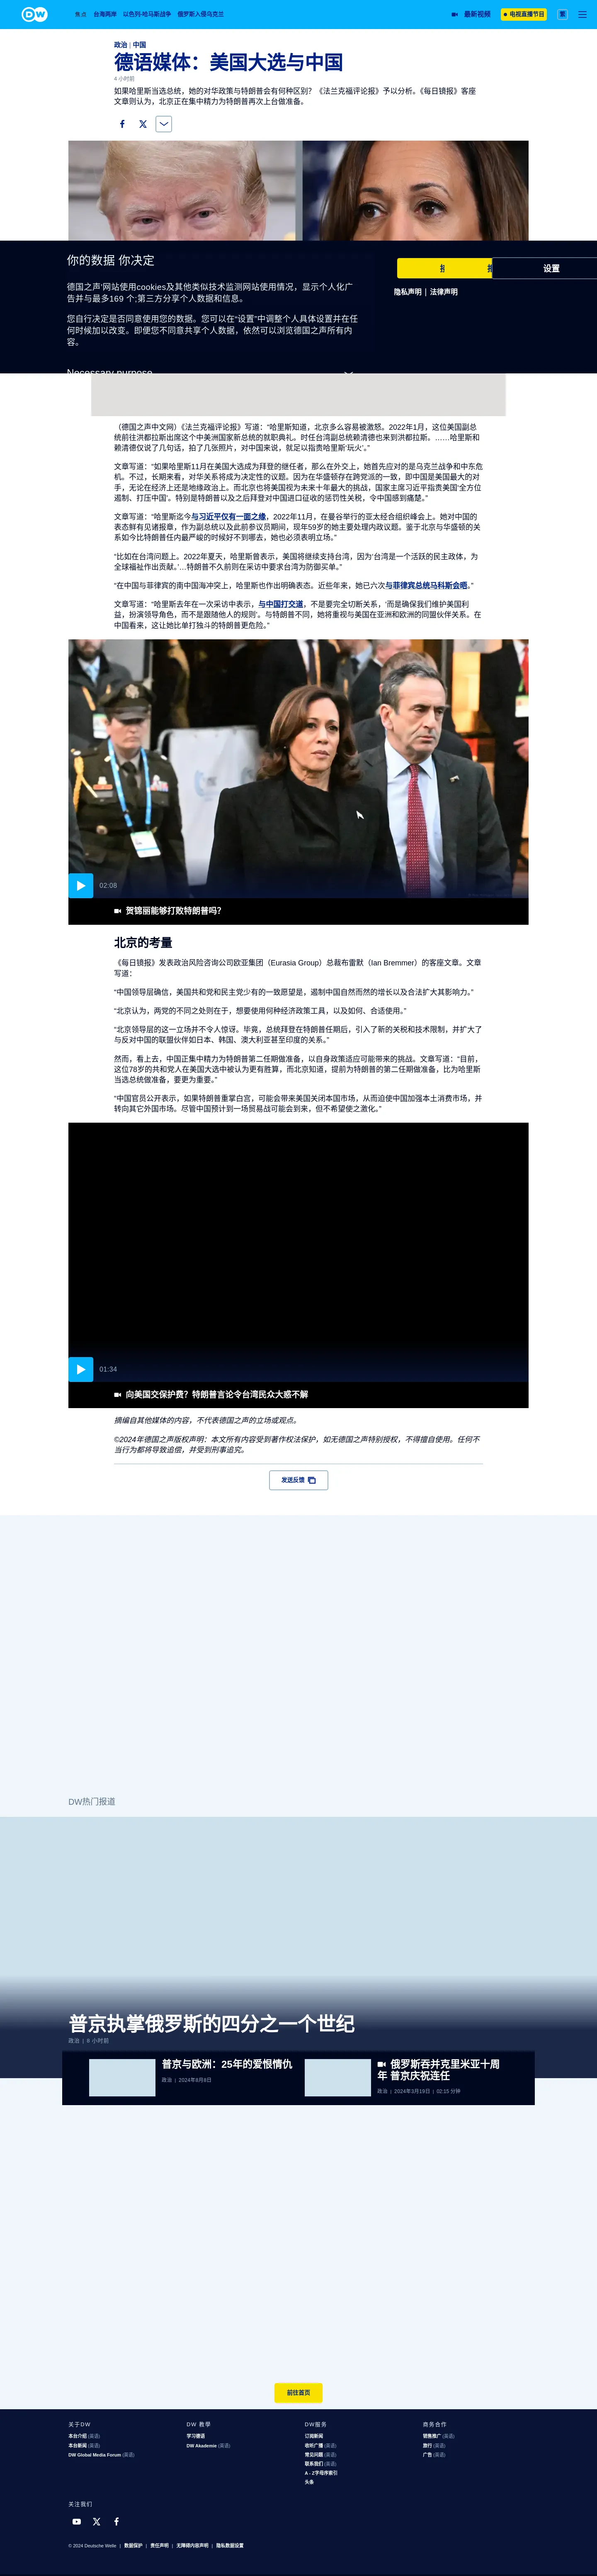 DW
焦点 台海两岸 以色列-哈马斯战争 俄罗斯入侵乌克兰
最新视频 电视直播节目 繁
政治 | 中国
德语媒体：美国大选与中国
4 小时前
如果哈里斯当选总统，她的对华政策与特朗普会有何种区别？《法兰克福评论报》予以分析。《每日镜报》客座
文章则认为，北京正在集中精力为特朗普再次上台做准备。
你的数据 你决定
德国之声'网站使用cookies及其他类似技术监测网站使用情况，显示个人化广
告并与最多169 个;第三方分享个人数据和信息。
您自行决定是否同意使用您的数据。您可以在“设置”中调整个人具体设置并在任
何时候加以改变。即便您不同意共享个人数据，依然可以浏览德国之声所有内
容。
Necessary purpose
设置
隐私声明 | 法律声明
（德国之声中文网）《法兰克福评论报》写道：“哈里斯知道，北京多么容易被激怒。2022年1月，这位美国副总
统前往洪都拉斯出席这个中美洲国家新总统的就职典礼。时任台湾副总统赖清德也来到洪都拉斯。……哈里斯和
赖清德仅说了几句话，拍了几张照片，对中国来说，就足以指责哈里斯‘玩火’。”
文章写道：“如果哈里斯11月在美国大选成为拜登的继任者，那么在外交上，她首先应对的是乌克兰战争和中东危
机。不过，长期来看，对华关系将成为决定性的议题。因为在华盛顿存在跨党派的一致，即中国是美国最大的对
手，无论在经济上还是地缘政治上。而北京也将美国视为未来十年最大的挑战，国家主席习近平指责美国‘全方位
遏制、打压中国’。特别是特朗普以及之后拜登对中国进口征收的惩罚性关税，令中国感到痛楚。”
文章写道：“哈里斯迄今与习近平仅有一面之缘，2022年11月，在曼谷举行的亚太经合组织峰会上。她对中国的
表态鲜有见诸报章，作为副总统以及此前参议员期间，现年59岁的她主要处理内政议题。鉴于北京与华盛顿的关
系如今比特朗普任内最严峻的时候好不到哪去，她也必须表明立场。”
“比如在台湾问题上。2022年夏天，哈里斯曾表示，美国将继续支持台湾，因为‘台湾是一个活跃的民主政体，为
全球福祉作出贡献。’…特朗普不久前则在采访中要求台湾为防御买单。”
“在中国与菲律宾的南中国海冲突上，哈里斯也作出明确表态。近些年来，她已六次与菲律宾总统马科斯会晤。”
文章写道：“哈里斯去年在一次采访中表示，与中国打交道，不是要完全切断关系，‘而是确保我们维护美国利
益，扮演领导角色，而不是跟随他人的规则’。与特朗普不同，她将重视与美国在亚洲和欧洲的同盟伙伴关系。在
中国看来，这让她比单打独斗的特朗普更危险。”
02:08
贺锦丽能够打败特朗普吗？
北京的考量
《每日镜报》发表政治风险咨询公司欧亚集团（Eurasia Group）总裁布雷默（Ian Bremmer）的客座文章。文章
写道：
“中国领导层确信，美国共和党和民主党少有的一致愿望是，遏制中国自然而然的增长以及合法扩大其影响力。”
“北京认为，两党的不同之处则在于，想要使用何种经济政策工具，以及如何、合适使用。”
“北京领导层的这一立场并不令人惊讶。毕竟，总统拜登在特朗普任期后，引入了新的关税和技术限制，并扩大了
与反对中国的联盟伙伴如日本、韩国、澳大利亚甚至印度的关系。”
然而，看上去，中国正集中精力为特朗普第二任期做准备，以自身政策适应可能带来的挑战。文章写道：“目前，
这位78岁的共和党人在美国大选中被认为更有胜算，而北京知道，提前为特朗普的第二任期做准备，比为哈里斯
当选总统做准备，要更为重要。”
“中国官员公开表示，如果特朗普重掌白宫，可能会带来美国关闭本国市场，从而迫使中国加强本土消费市场，并
转向其它外国市场。尽管中国预计到一场贸易战可能会到来，但不希望使之激化。”
01:34
向美国交保护费？特朗普言论令台湾民众大惑不解
摘编自其他媒体的内容，不代表德国之声的立场或观点。
©2024年德国之声版权声明：本文所有内容受到著作权法保护，如无德国之声特别授权，不得擅自使用。任何不
当行为都将导致追偿，并受到刑事追究。
发送反馈
DW热门报道
普京执掌俄罗斯的四分之一个世纪
政治 | 8 小时前
普京与欧洲：25年的爱恨情仇
政治 | 2024年8月8日
俄罗斯吞并克里米亚十周
年 普京庆祝连任
政治 | 2024年3月19日 | 02:15 分钟
前往首页
关于DW
本台介绍 (英语)
本台新闻 (英语)
DW Global Media Forum (英语)
DW 教學
学习德语
DW Akademie (英语)
DW服务
订阅新闻
收听广播 (英语)
常见问题 (英语)
联系我们 (英语)
A - Z字母序索引
头条
商务合作
销售推广 (英语)
旅行 (英语)
广告 (英语)
关注我们
© 2024 Deutsche Welle | 数据保护 | 责任声明 | 无障碍内容声明 | 隐私数据设置